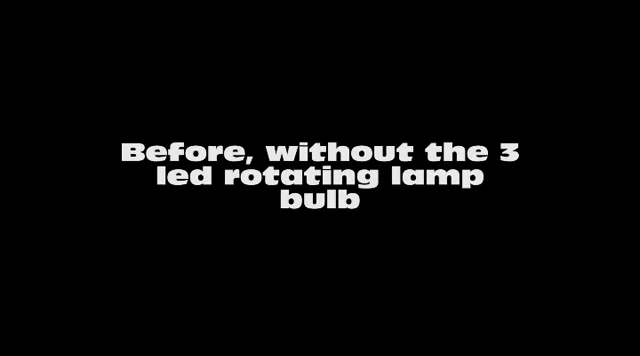 Before, without the 3
led rotating lamp
bulb